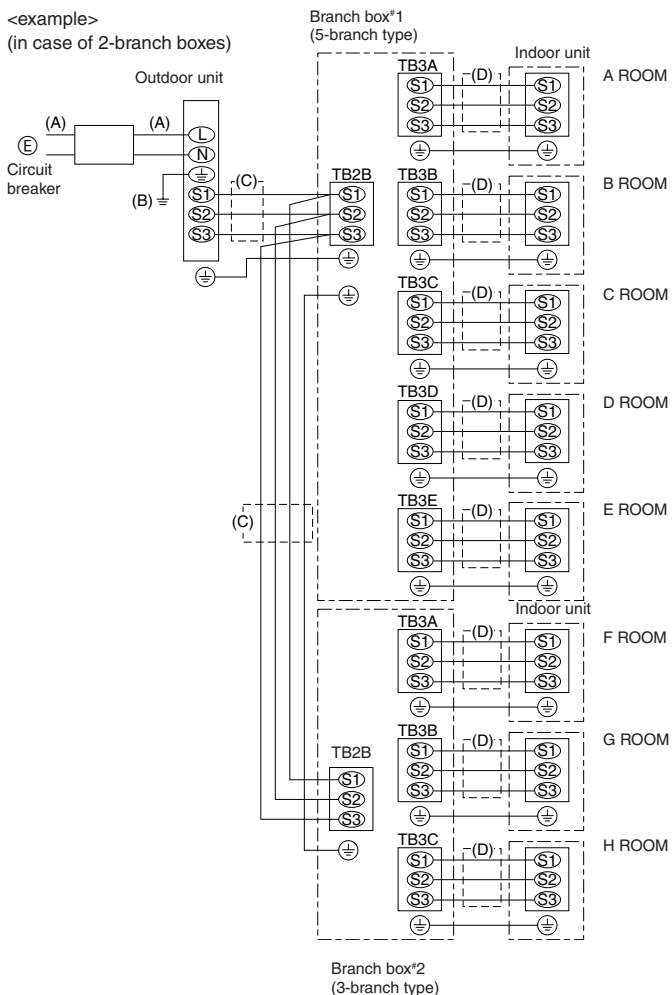 <example>
(in case of 2-branch boxes)
Branch box#1
(5-branch type)
Outdoor unit
Indoor unit
(A)
(A)
E
Circuit
breaker
L
N
(B)
S1
S2
S3
(C)
TB2B
S1
S2
S3
TB3A
S1
S2
S3
(D)
S1
S2
S3
A ROOM
TB3B
S1
S2
S3
(D)
S1
S2
S3
B ROOM
TB3C
S1
S2
S3
(D)
S1
S2
S3
C ROOM
TB3D
S1
S2
S3
(D)
S1
S2
S3
D ROOM
TB3E
S1
S2
S3
(D)
S1
S2
S3
E ROOM
(C)
Indoor unit
TB3A
S1
S2
S3
(D)
S1
S2
S3
F ROOM
TB2B
S1
S2
S3
TB3B
S1
S2
S3
(D)
S1
S2
S3
G ROOM
TB3C
S1
S2
S3
(D)
S1
S2
S3
H ROOM
Branch box#2
(3-branch type)